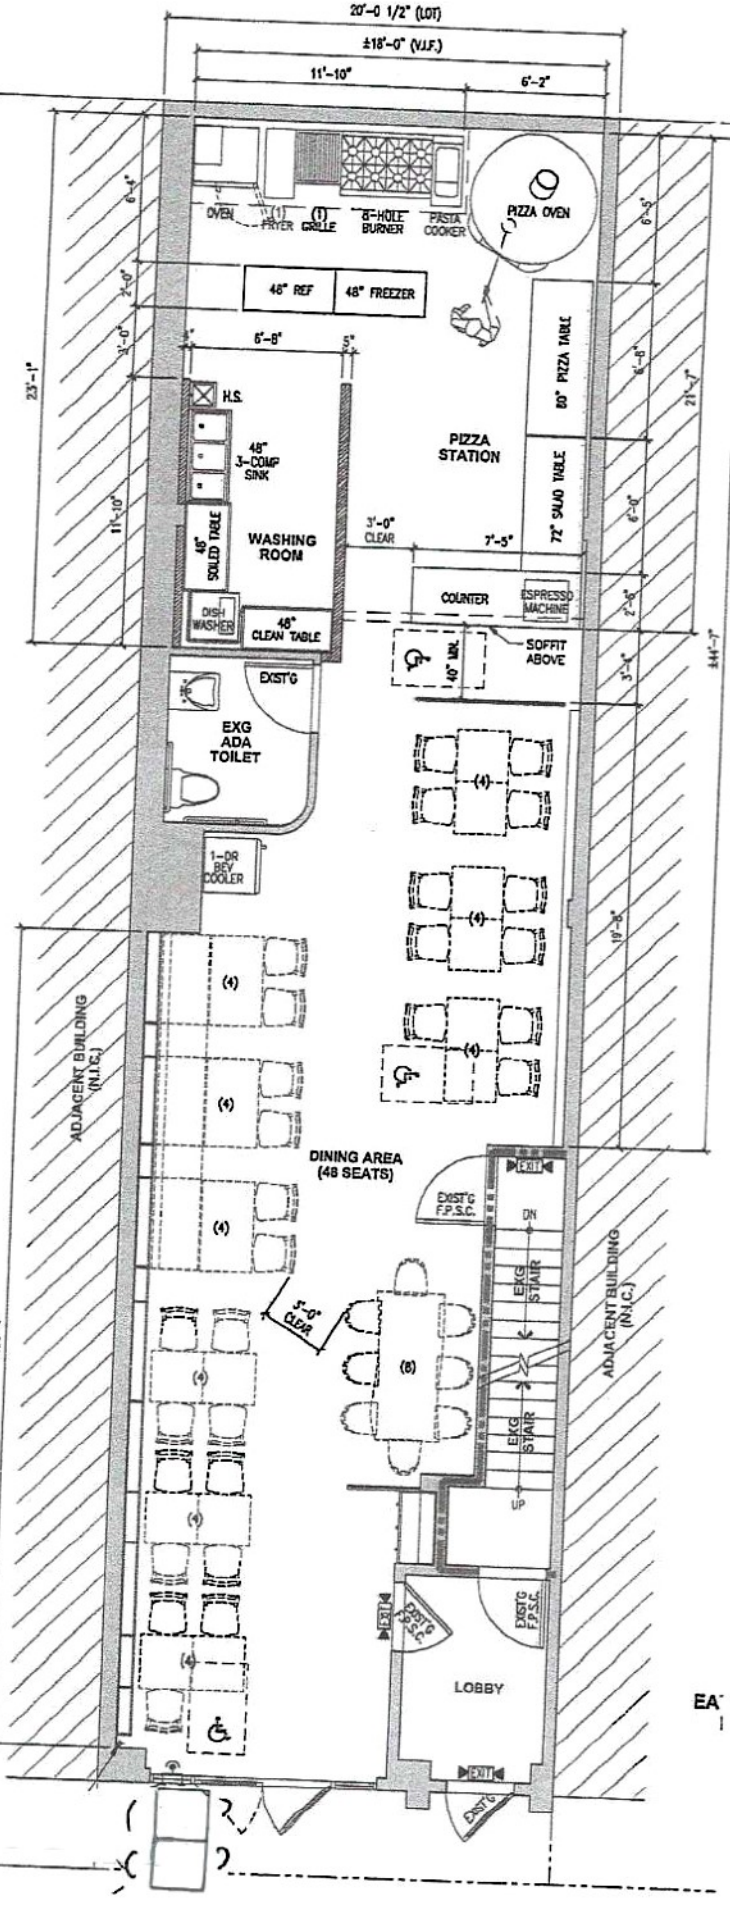 20'-0 1/2" (LOT)
±18'-0" (V.I.F.)
11'-10"
6'-2"
6'-4"
2'-0"
3'-0"
23'-1"
11'-10"
OVEN
(1)
FRYER
(1)
GRILLE
8-HOLE
BURNER
PASTA
COOKER
PIZZA OVEN
6'-5"
48" REF
48" FREEZER
6'-8"
5"
80" PIZZA TABLE
6'-8"
21'-7"
H.S.
48"
3-COMP
SINK
PIZZA
STATION
72" SALAD TABLE
6'-0"
48"
SOILED TABLE
WASHING
ROOM
3'-0"
CLEAR
7'-5"
COUNTER
ESPRESSO
MACHINE
2'-6"
DISH
WASHER
48"
CLEAN TABLE
40" MIN.
SOFFIT
ABOVE
3'-4"
±44'-7"
EXIST'G
EXG
ADA
TOILET
(4)
1-DR
BEV
COOLER
(4)
19'-8"
(4)
(4)
ADJACENT BUILDING
(N.I.C.)
(4)
DINING AREA
(48 SEATS)
EXIT
EXIST'G
F.P.S.C.
DN
(4)
EXG
STAIR
ADJACENT BUILDING
(N.I.C.)
3'-0"
CLEAR
(4)
(8)
EXG
STAIR
UP
(4)
EXIT
EXIST'G
F.P.S.C.
EXIST'G
F.P.S.C.
(4)
LOBBY
EA
EXIT
EXIST'G